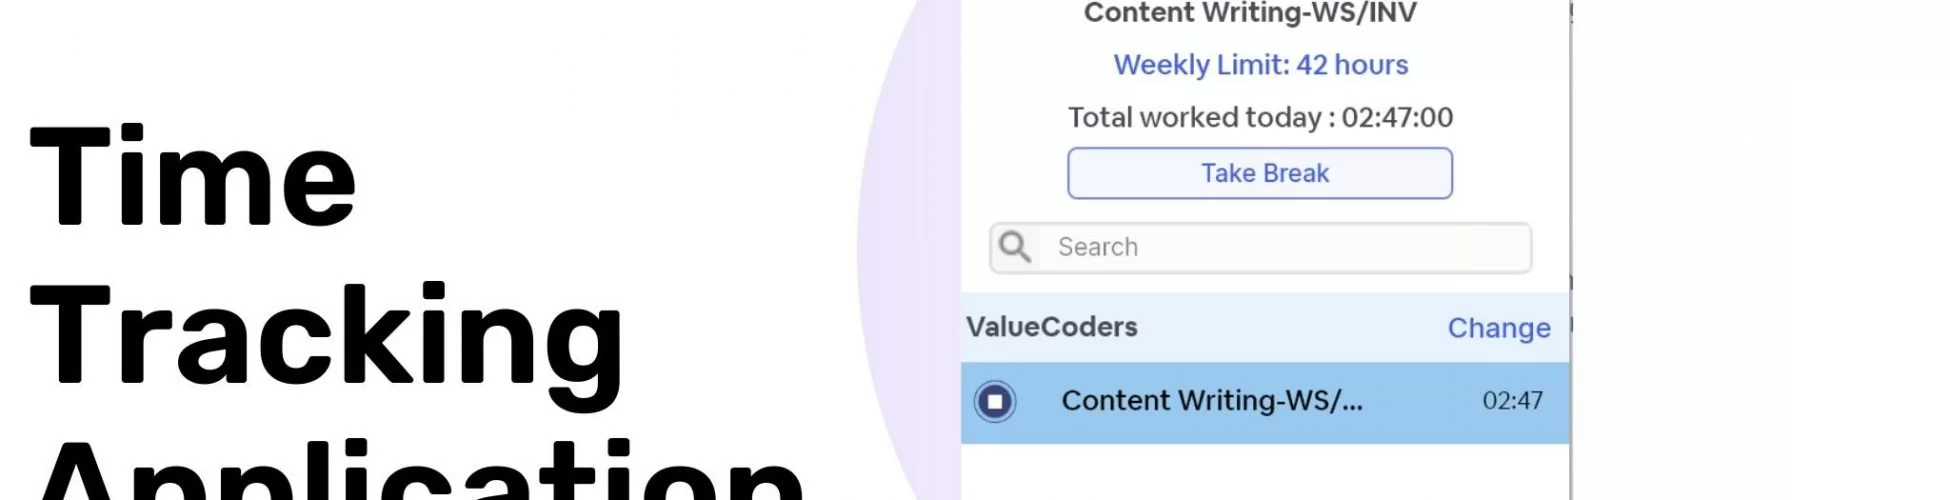 Time
Tracking
Application
Content Writing-WS/INV
Weekly Limit: 42 hours
Total worked today : 02:47:00
Take Break
Search
ValueCoders
Change
Content Writing-WS/...
02:47